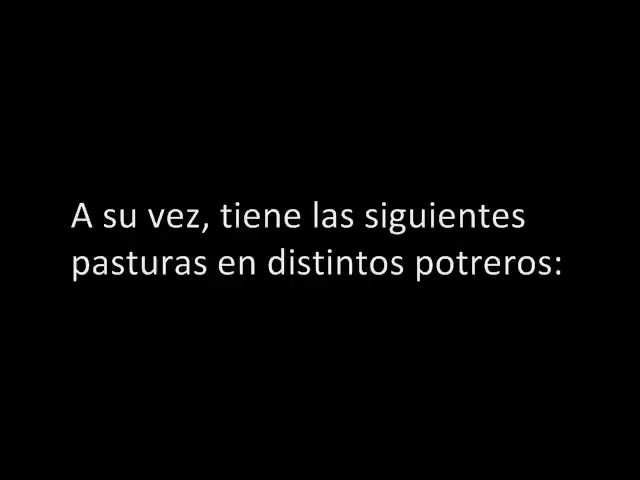 A su vez, tiene las siguientes
pasturas en distintos potreros: